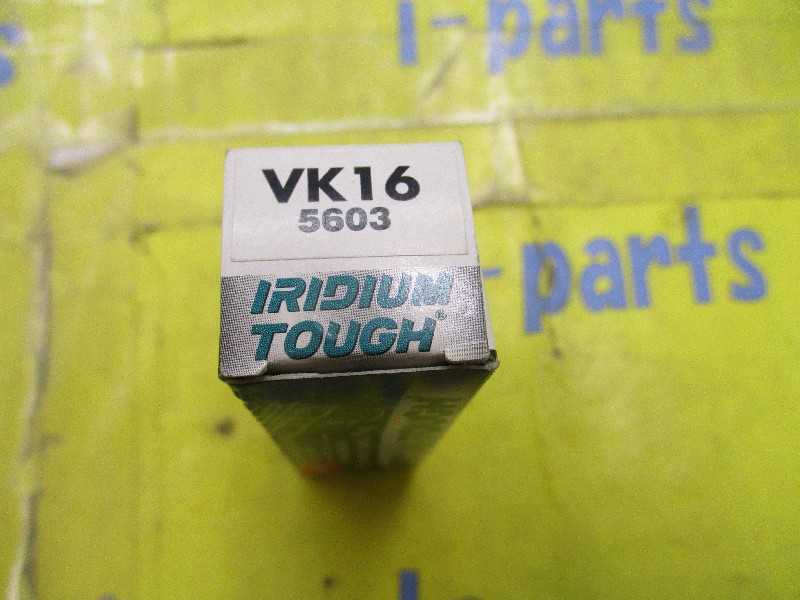 i-parts
VK16
5603
IRIDIUM
TOUGH®
i-parts